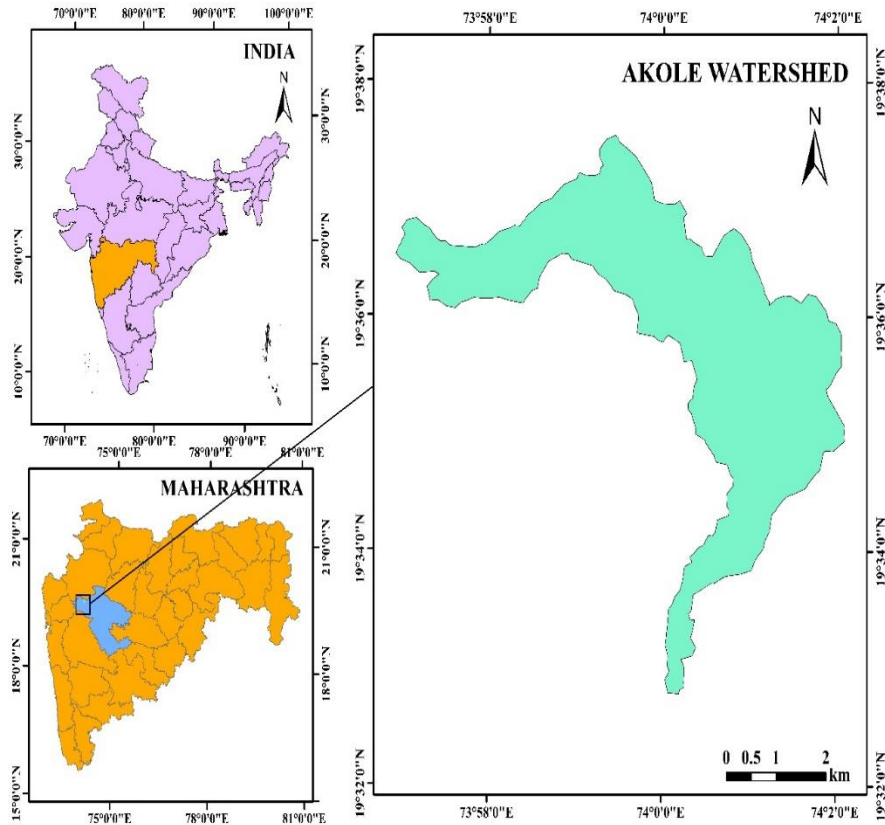 70°0'0"E 80°0'0"E 90°0'0"E 100°0'0"E
INDIA
N
30°0'0"N
20°0'0"N
10°0'0"N
30°0'0"N
20°0'0"N
10°0'0"N
70°0'0"E 80°0'0"E 90°0'0"E
75°0'0"E 78°0'0"E 81°0'0"E
MAHARASHTRA
21°0'0"N
18°0'0"N
15°0'0"N
21°0'0"N
18°0'0"N
75°0'0"E 78°0'0"E 81°0'0"E
73°58'0"E 74°0'0"E 74°2'0"E
AKOLE WATERSHED
N
19°38'0"N
19°36'0"N
19°34'0"N
19°32'0"N
19°38'0"N
19°36'0"N
19°34'0"N
19°32'0"N
0 0.5 1 2
km
73°58'0"E 74°0'0"E 74°2'0"E